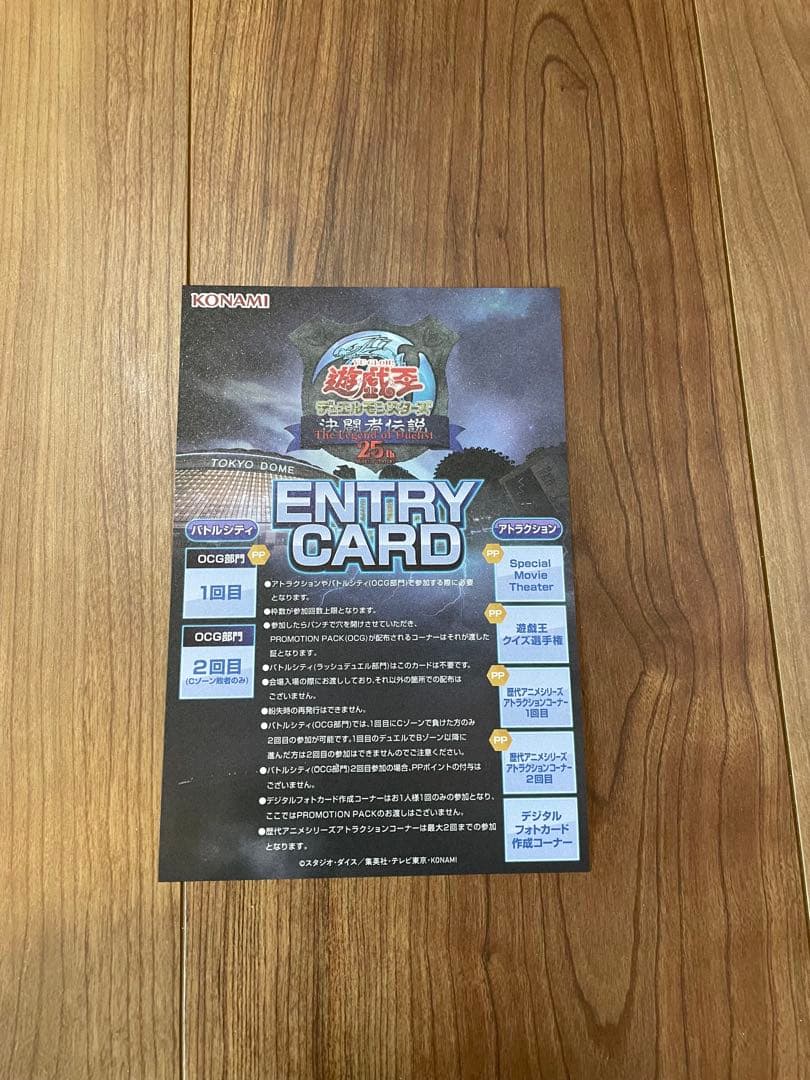 KONAMI
遊戯王
デュエルモンスターズ
決闘者伝説
The Legend of Duelist
25th
TOKYO DOME
ENTRY
CARD
バトルシティ
OCG部門 PP
1回目
OCG部門
2回目
(Cゾーン敗者のみ)
●アトラクションやバトルシティ(OCG部門)で参加する際に必要
となります。
●枠数が参加回数上限となります。
●参加したらパンチで穴を開けさせていただき、
PROMOTION PACK(OCG)が配布されるコーナーはそれが渡した
証となります。
●バトルシティ(ラッシュデュエル部門)はこのカードは不要です。
●会場入場の際にお渡ししており、それ以外の箇所での配布は
ございません。
●紛失時の再発行はできません。
●バトルシティ(OCG部門)では、1回目にCゾーンで負けた方のみ
2回目の参加が可能です。1回目のデュエルでBゾーン以降に
進んだ方は2回目の参加はできませんのでご注意ください。
●バトルシティ(OCG部門)2回目参加の場合、PPポイントの付与は
ございません。
●デジタルフォトカード作成コーナーはお1人様1回のみの参加となり、
ここではPROMOTION PACKのお渡しはございません。
●歴代アニメシリーズアトラクションコーナーは最大2回までの参加
となります。
アトラクション
PP
Special
Movie
Theater
PP
遊戯王
クイズ選手権
PP
歴代アニメシリーズ
アトラクションコーナー
1回目
PP
歴代アニメシリーズ
アトラクションコーナー
2回目
デジタル
フォトカード
作成コーナー
©スタジオ・ダイス／集英社・テレビ東京・KONAMI